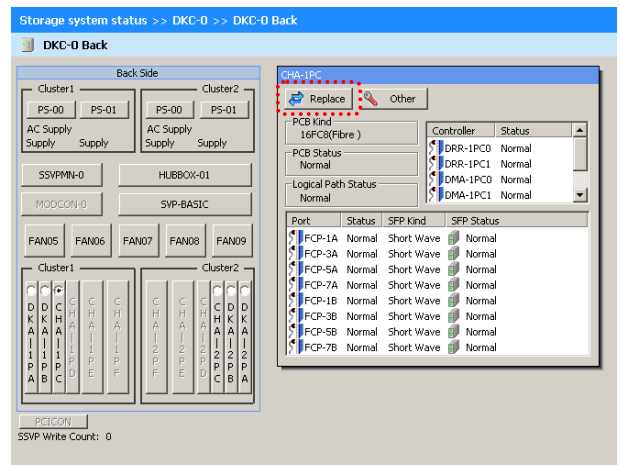 Storage system status >> DKC-0 >> DKC-0 Back
DKC-0 Back
Back Side
Cluster1
Cluster2
PS-00 PS-01 PS-00 PS-01
AC Supply AC Supply
Supply Supply Supply Supply
SSVPMN-0 HUBBOX-01
MODCON-0 SVP-BASIC
FAN05 FAN06 FAN07 FAN08 FAN09
Cluster1
Cluster2
DKA-1PA
DKA-1PB
CHA-1PC
CHA-1PD
CHA-1PE
CHA-1PF
CHA-2PF
CHA-2PE
CHA-2PD
CHA-2PC
DKA-2PB
DKA-2PA
PCICON
SSVP Write Count: 0
CHA-1PC
Replace Other
PCB Kind
16FC8(Fibre )
PCB Status
Normal
Logical Path Status
Normal
Controller Status
DRR-1PC0 Normal
DRR-1PC1 Normal
DMA-1PC0 Normal
DMA-1PC1 Normal
Port Status SFP Kind SFP Status
FCP-1A Normal Short Wave Normal
FCP-3A Normal Short Wave Normal
FCP-5A Normal Short Wave Normal
FCP-7A Normal Short Wave Normal
FCP-1B Normal Short Wave Normal
FCP-3B Normal Short Wave Normal
FCP-5B Normal Short Wave Normal
FCP-7B Normal Short Wave Normal